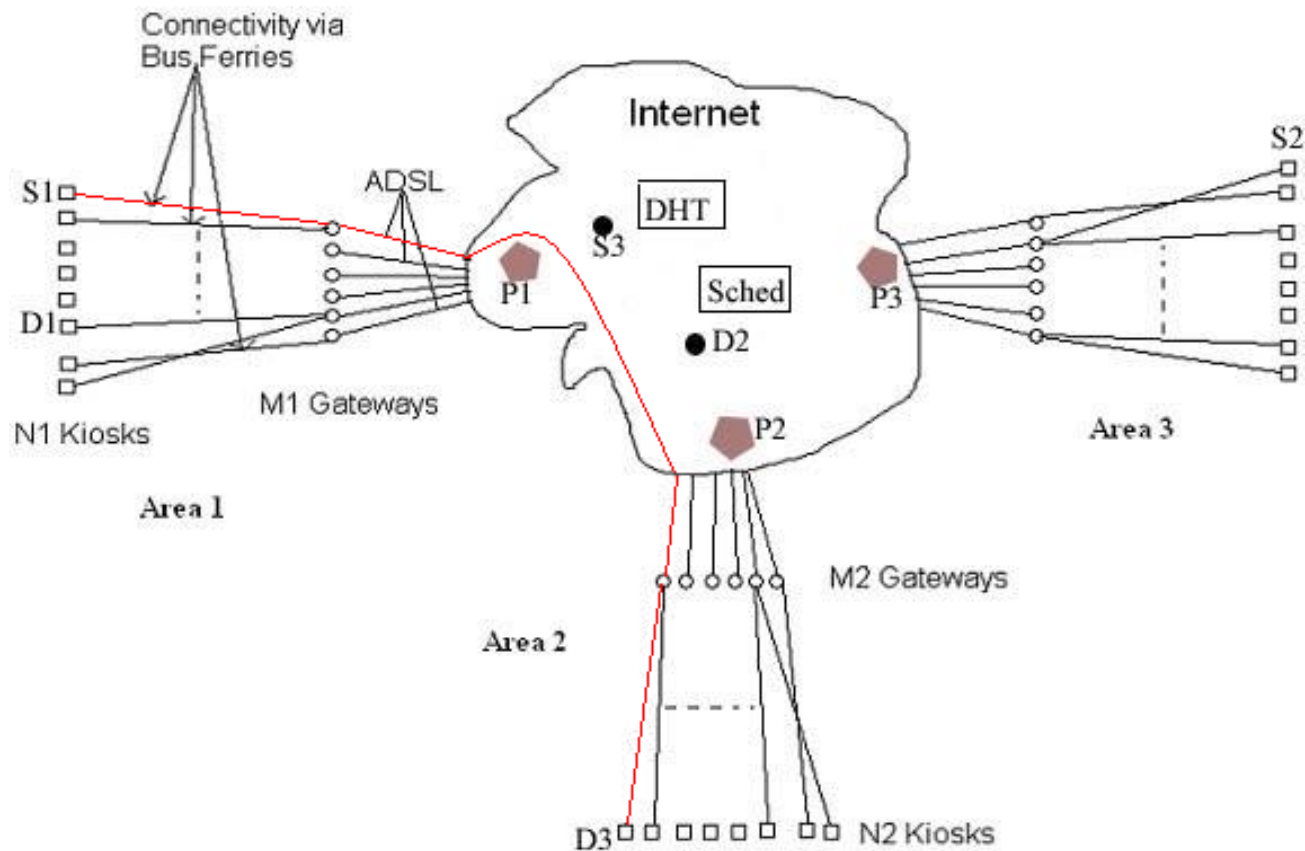 Connectivity via
Bus Ferries
Internet
S2
S1
ADSL
DHT
S3
P1
Sched
P3
D1
D2
M1 Gateways
P2
N1 Kiosks
Area 3
Area 1
M2 Gateways
Area 2
D3
N2 Kiosks